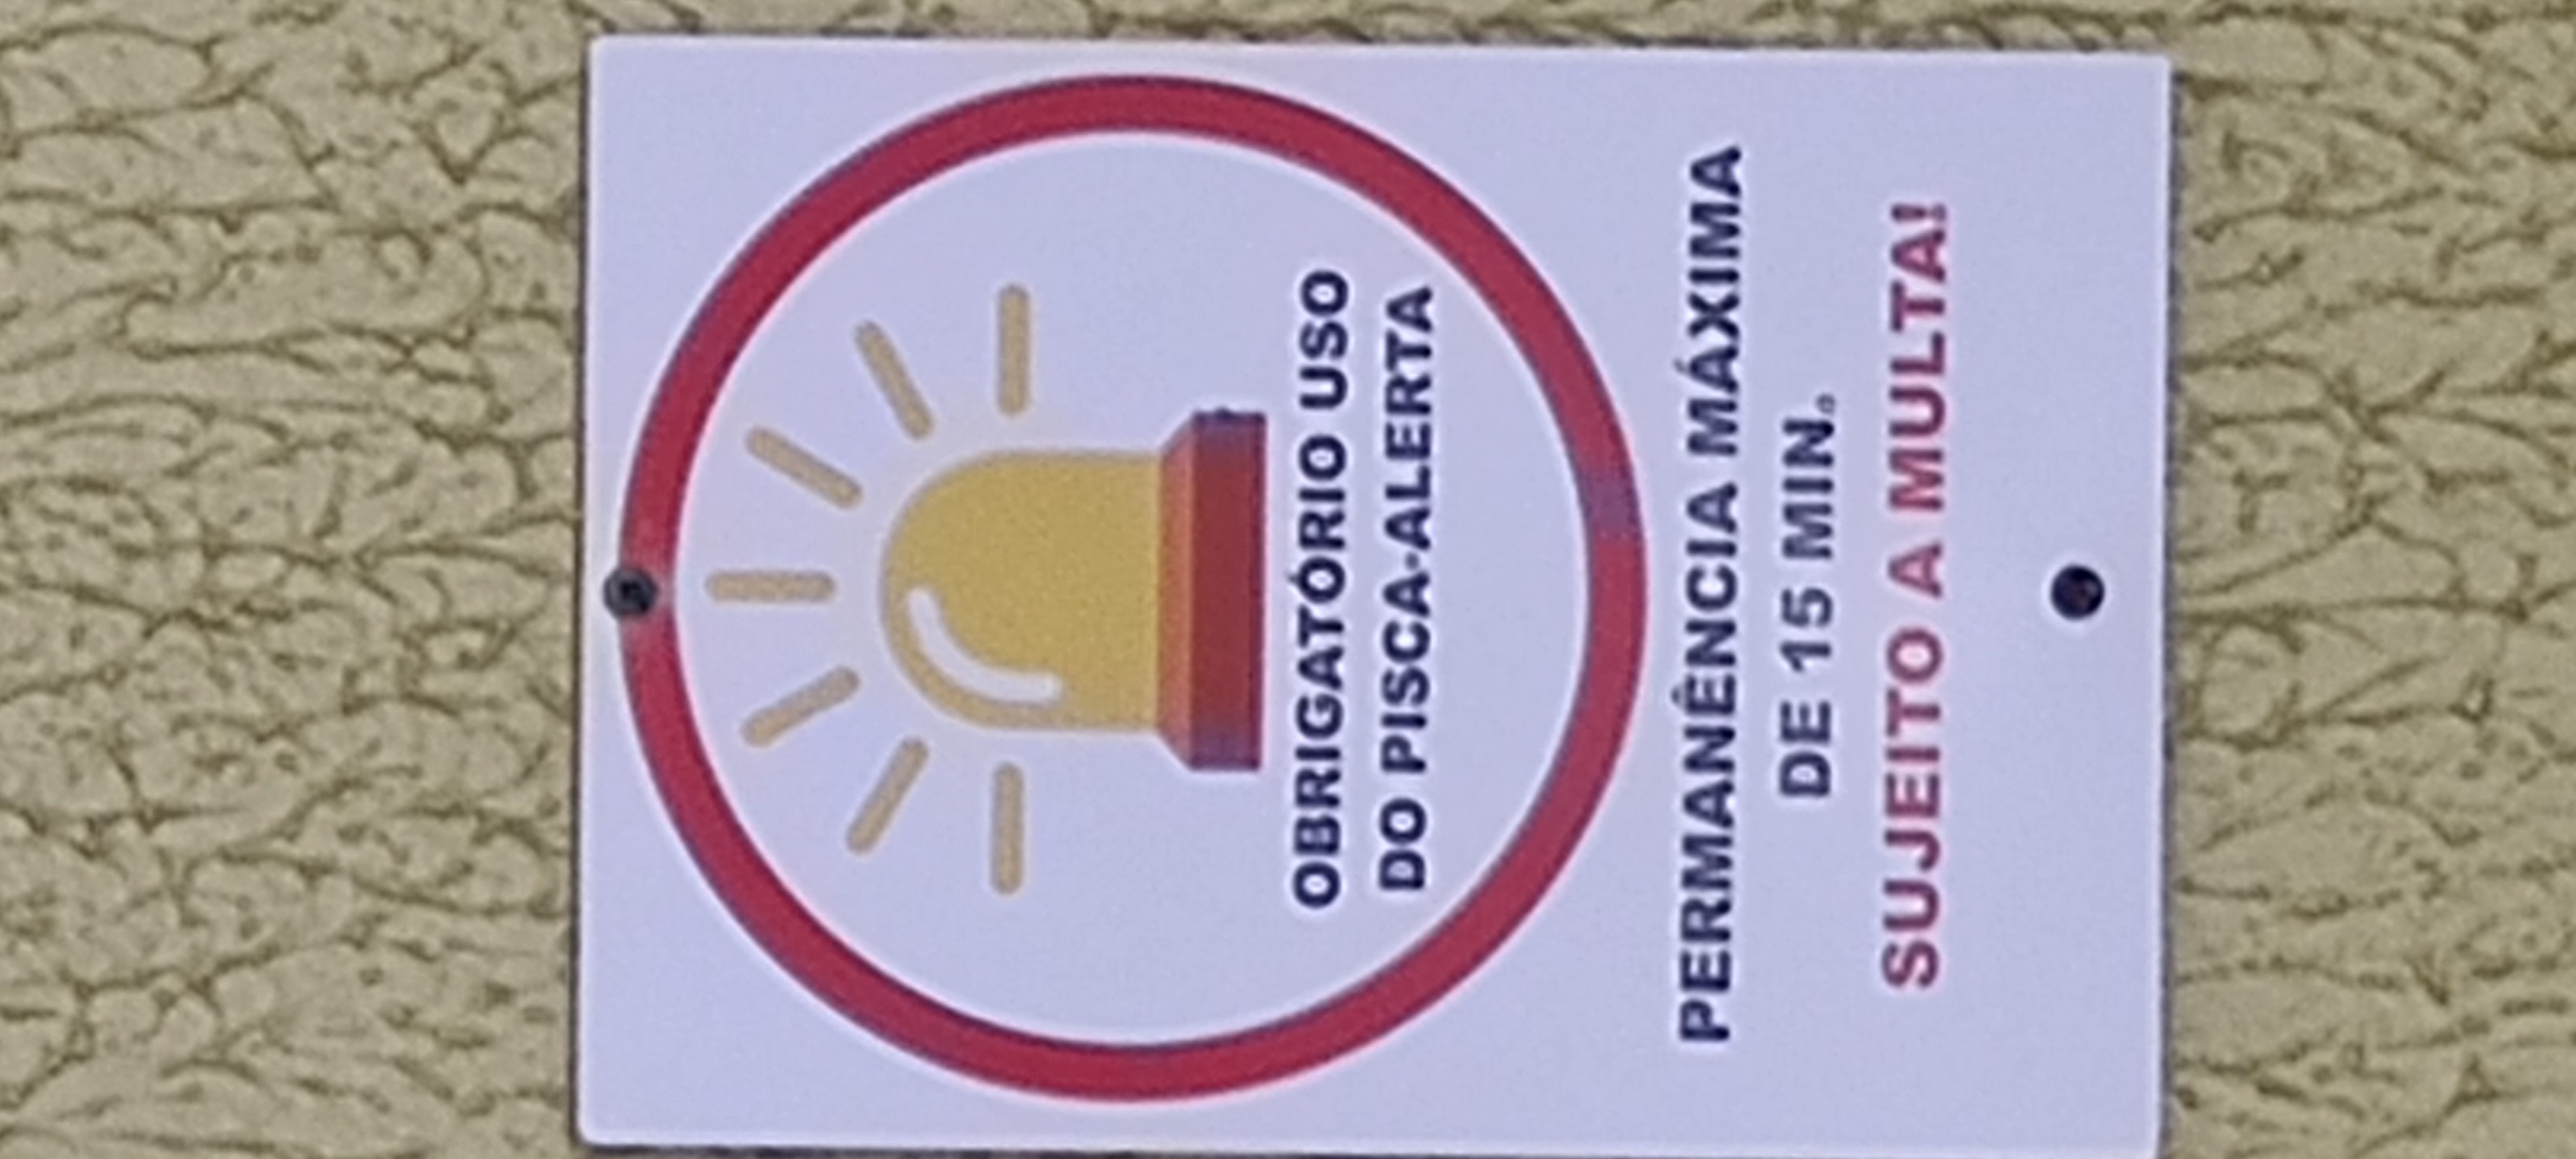 OBRIGATÓRIO USO
DO PISCA-ALERTA
PERMANÊNCIA MÁXIMA
DE 15 MIN.
SUJEITO A MULTA!